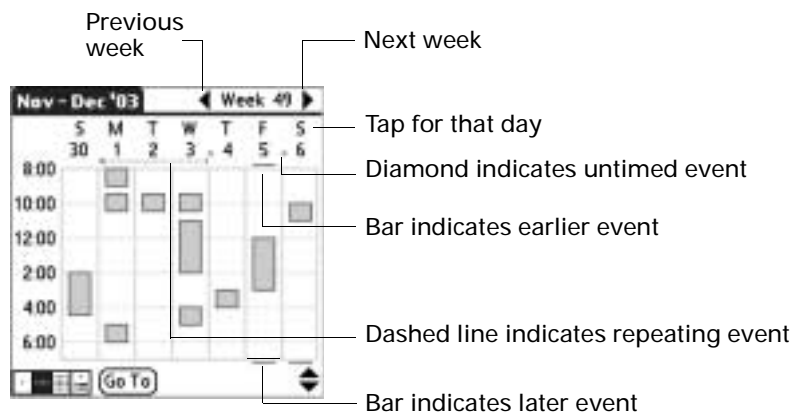 Previous
week
Next week
Nov - Dec '03
Week 49
S M T W T F S
30 1 2 3 4 5 6
Tap for that day
Diamond indicates untimed event
8:00
10:00
Bar indicates earlier event
12:00
2:00
4:00
Dashed line indicates repeating event
6:00
Go To
Bar indicates later event